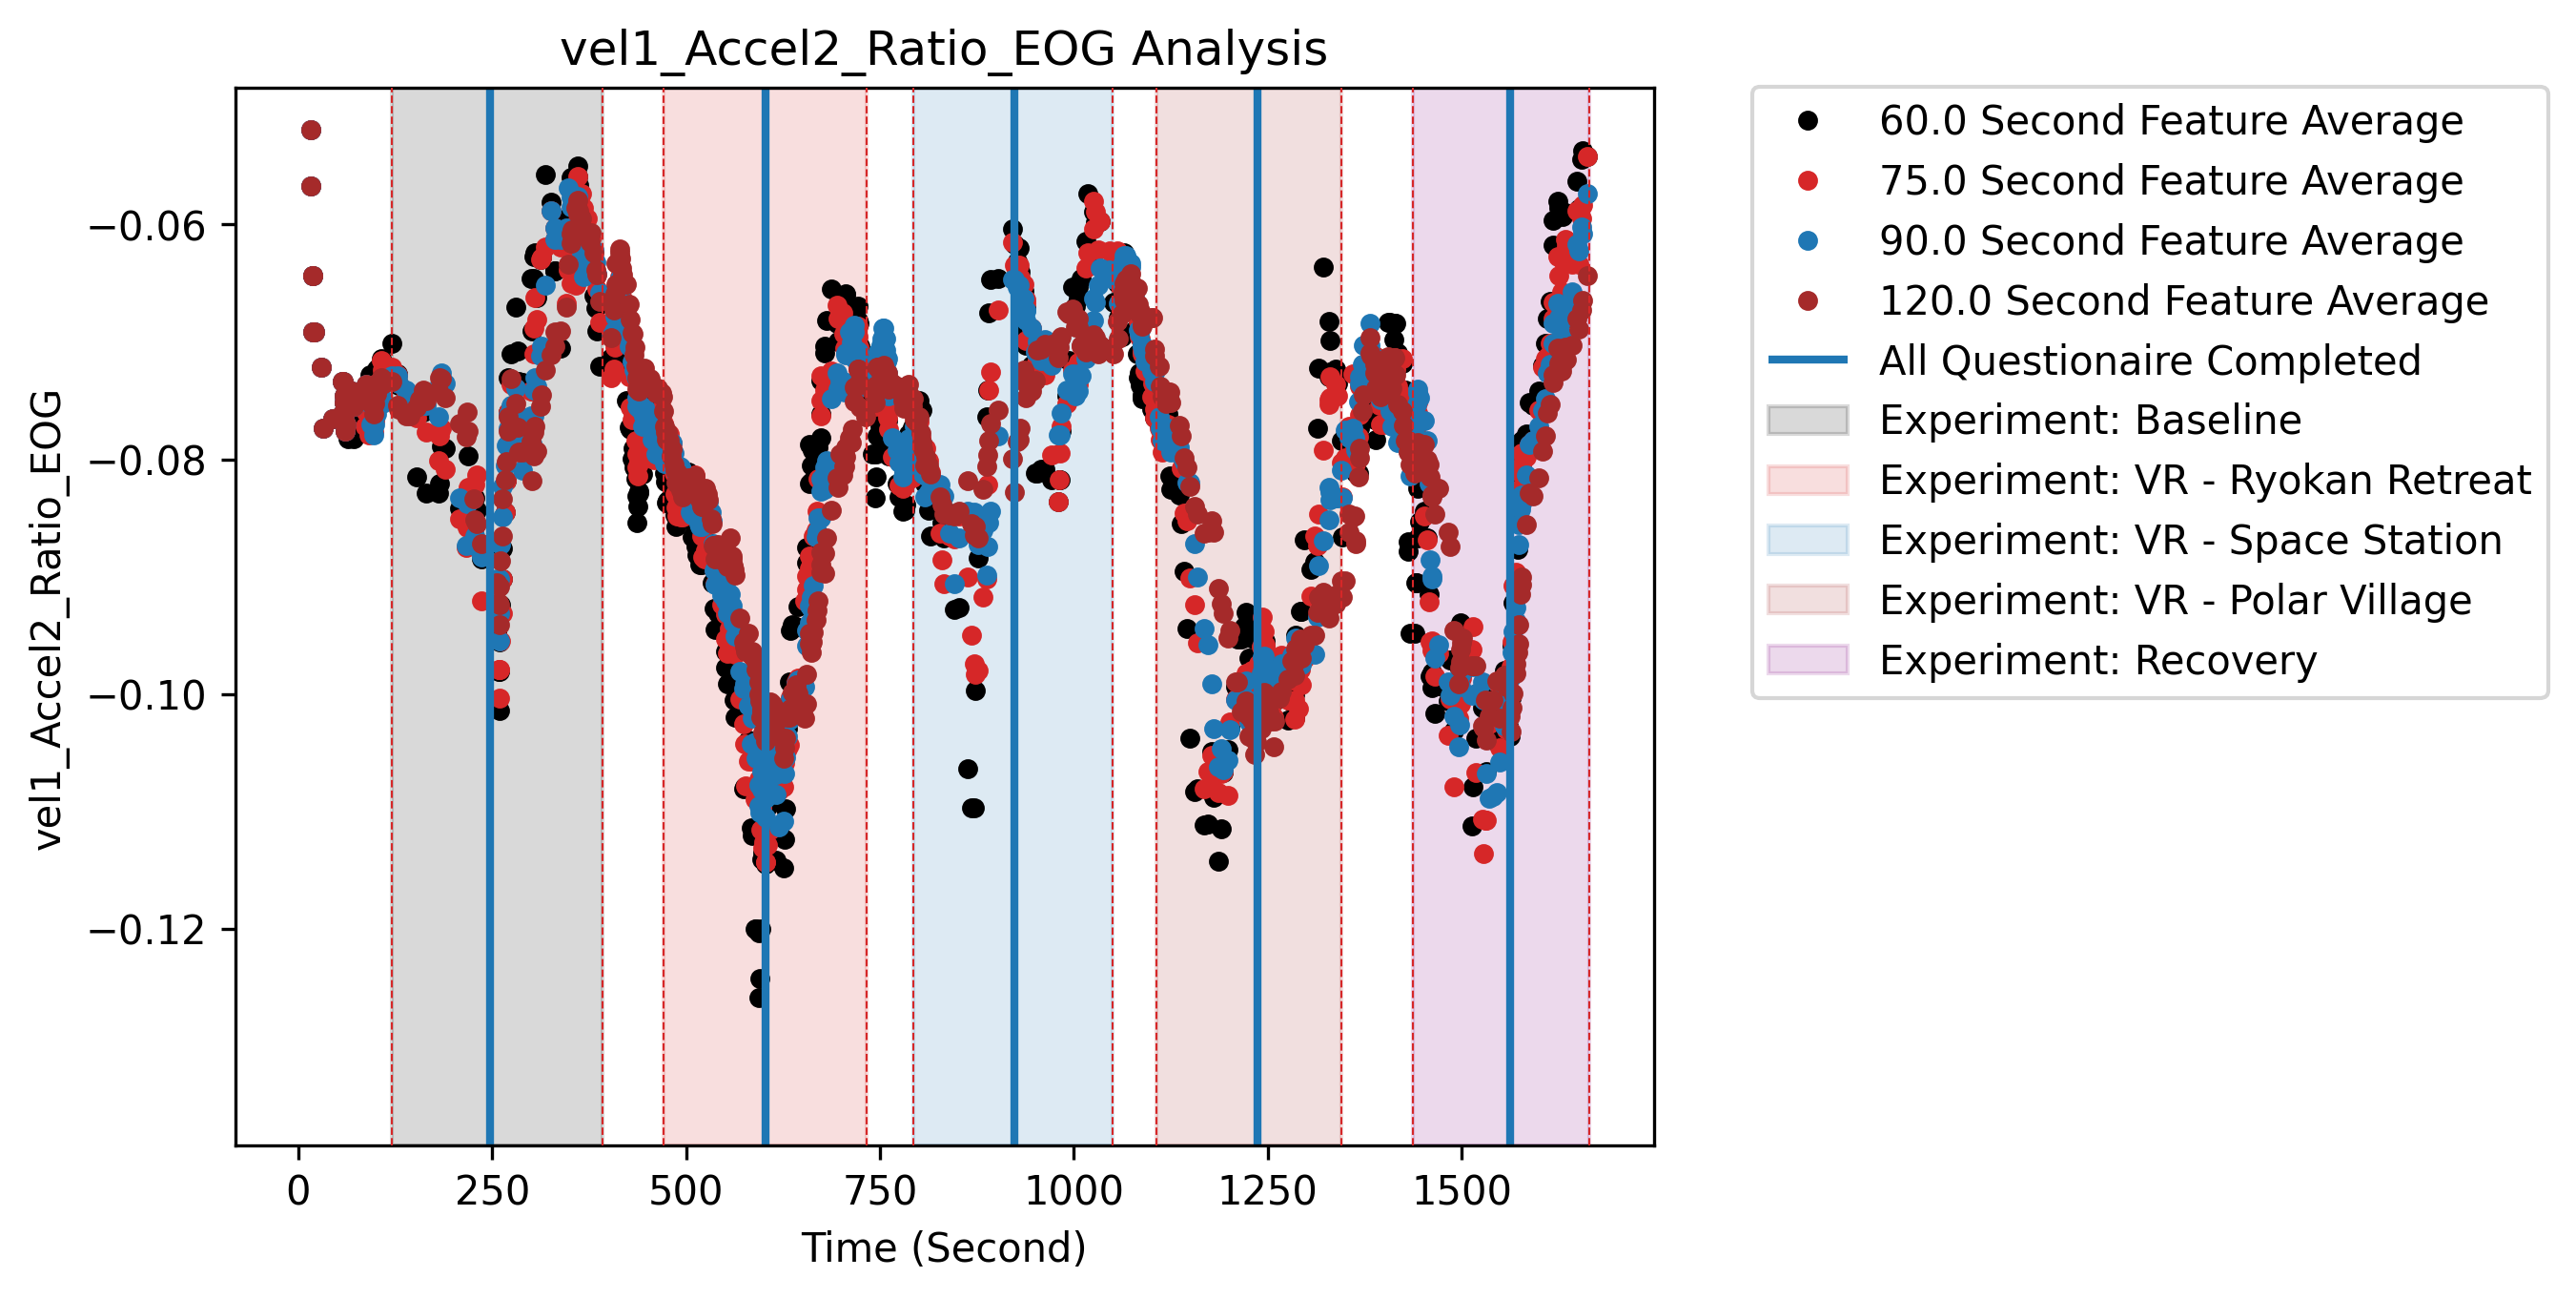 vel1_Accel2_Ratio_EOG Analysis
vel1_Accel2_Ratio_EOG
−0.06
−0.08
−0.10
−0.12
0
250
500
750
1000
1250
1500
Time (Second)
60.0 Second Feature Average
75.0 Second Feature Average
90.0 Second Feature Average
120.0 Second Feature Average
All Questionaire Completed
Experiment: Baseline
Experiment: VR - Ryokan Retreat
Experiment: VR - Space Station
Experiment: VR - Polar Village
Experiment: Recovery